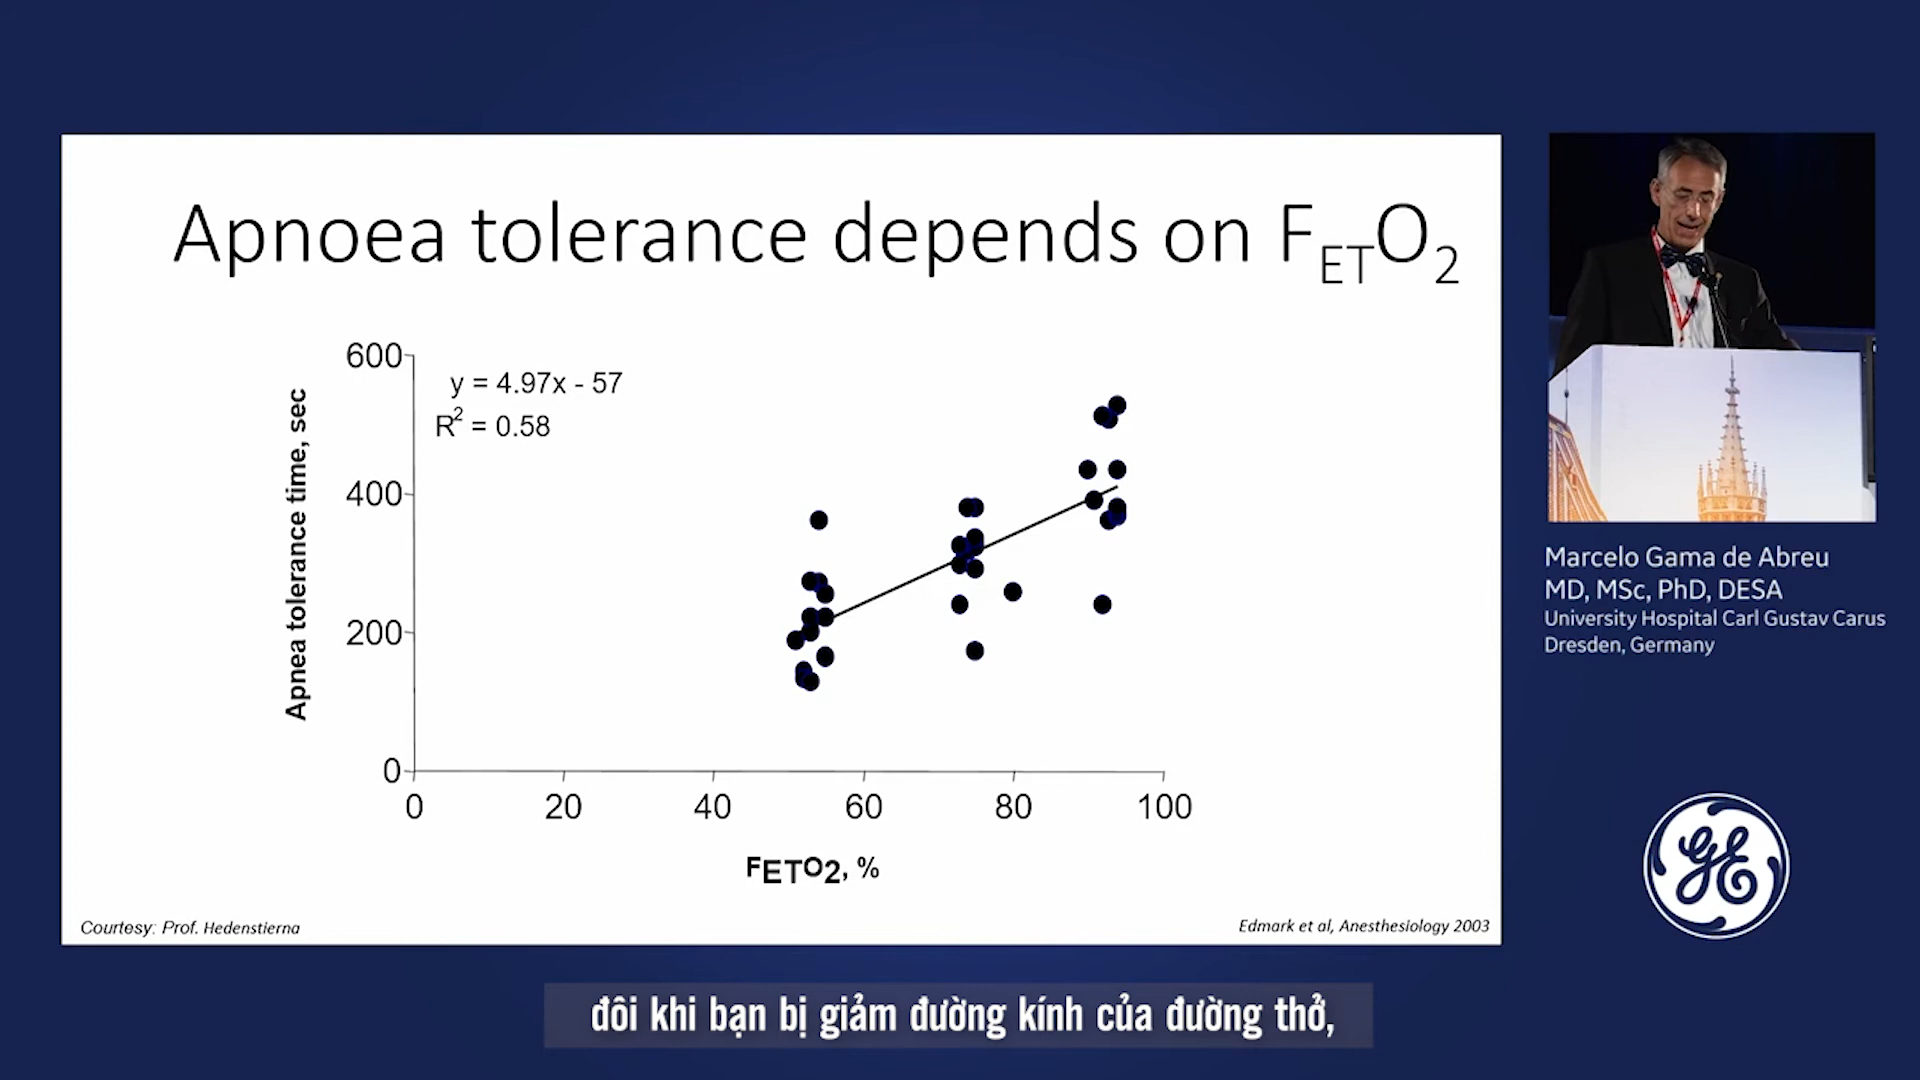 Apnoea tolerance depends on FETO2
600
y = 4.97x - 57
R2 = 0.58
400
200
0
Apnea tolerance time, sec
0 20 40 60 80 100
FETO2, %
Courtesy: Prof. Hedenstierna
Edmark et al, Anesthesiology 2003
Marcelo Gama de Abreu
MD, MSc, PhD, DESA
University Hospital Carl Gustav Carus
Dresden, Germany
GE
đôi khi bạn bị giảm đường kính của đường thở,